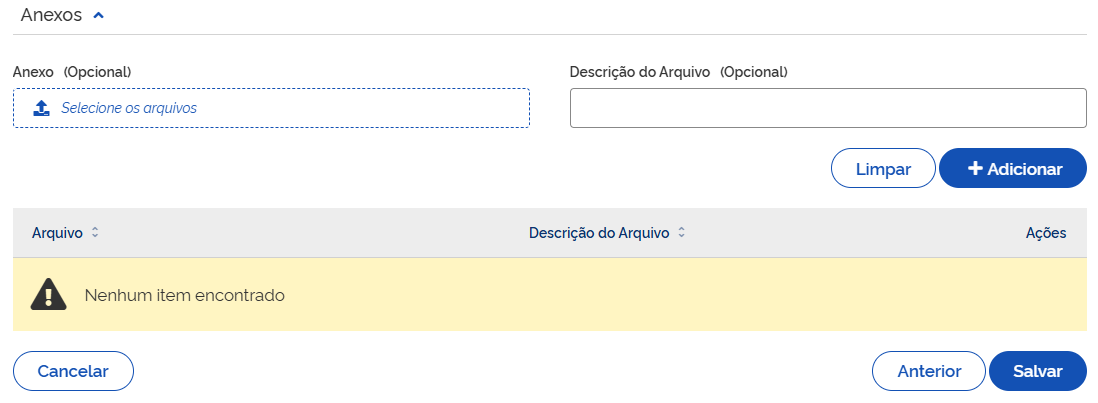 Anexos
Anexo (Opcional) Descrição do Arquivo (Opcional)
Selecione os arquivos
Limpar Adicionar
Arquivo Descrição do Arquivo Ações
Nenhum item encontrado
Cancelar Anterior Salvar